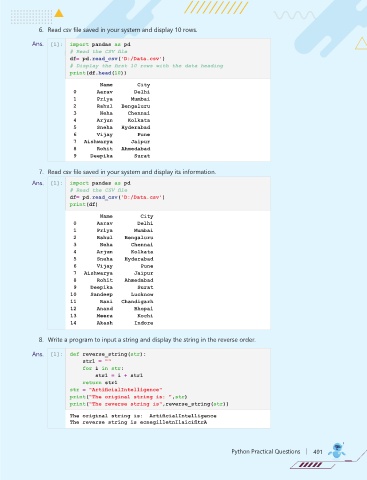 6. Read csv file saved in your system and display 10 rows.
Ans. [1]: import pandas as pd
# Read the CSV file
df= pd.read_csv('D:/Data.csv')
# Display the first 10 rows with the data heading
print(df.head(10))
Name City
0 Aarav Delhi
1 Priya Mumbai
2 Rahul Bengaluru
3 Neha Chennai
4 Arjun Kolkata
5 Sneha Hyderabad
6 Vijay Pune
7 Aishwarya Jaipur
8 Rohit Ahmedabad
9 Deepika Surat
7. Read csv file saved in your system and display its information.
Ans. [1]: import pandas as pd
# Read the CSV file
df= pd.read_csv('D:/Data.csv')
print(df)
Name City
0 Aarav Delhi
1 Priya Mumbai
2 Rahul Bengaluru
3 Neha Chennai
4 Arjun Kolkata
5 Sneha Hyderabad
6 Vijay Pune
7 Aishwarya Jaipur
8 Rohit Ahmedabad
9 Deepika Surat
10 Sandeep Lucknow
11 Rani Chandigarh
12 Anand Bhopal
13 Meera Kochi
14 Akash Indore
8. Write a program to input a string and display the string in the reverse order.
Ans. [1]: def reverse_string(str):
str1 = ""
for i in str:
str1 = i + str1
return str1
str = "ArtificialIntelligence"
print("The original string is: ",str)
print("The reverse string is",reverse_string(str))
The original string is: ArtificialIntelligence
The reverse string is ecnegilletnIlaicifitrA
Python Practical Questions 491